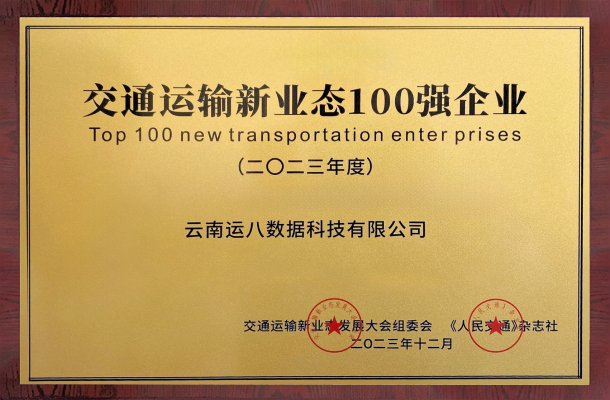 交通运输新业态100强企业
Top 100 new transportation enter prises
（二〇二三年度）
云南运八数据科技有限公司
交通运输新业态发展大会组委会 《人民交通》杂志社
二〇二三年十二月